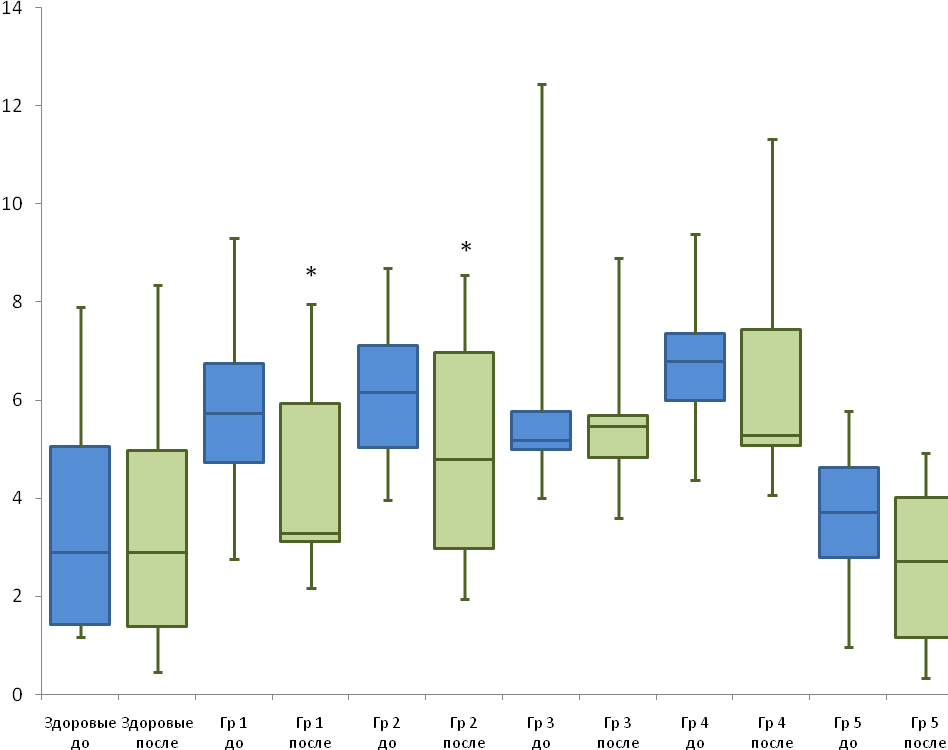 14
12
*
*
10
8
6
4
2
0
Здоровые до
Здоровые после
Гр 1 до
Гр 1 после
Гр 2 до
Гр 2 после
Гр 3 до
Гр 3 после
Гр 4 до
Гр 4 после
Гр 5 до
Гр 5 после